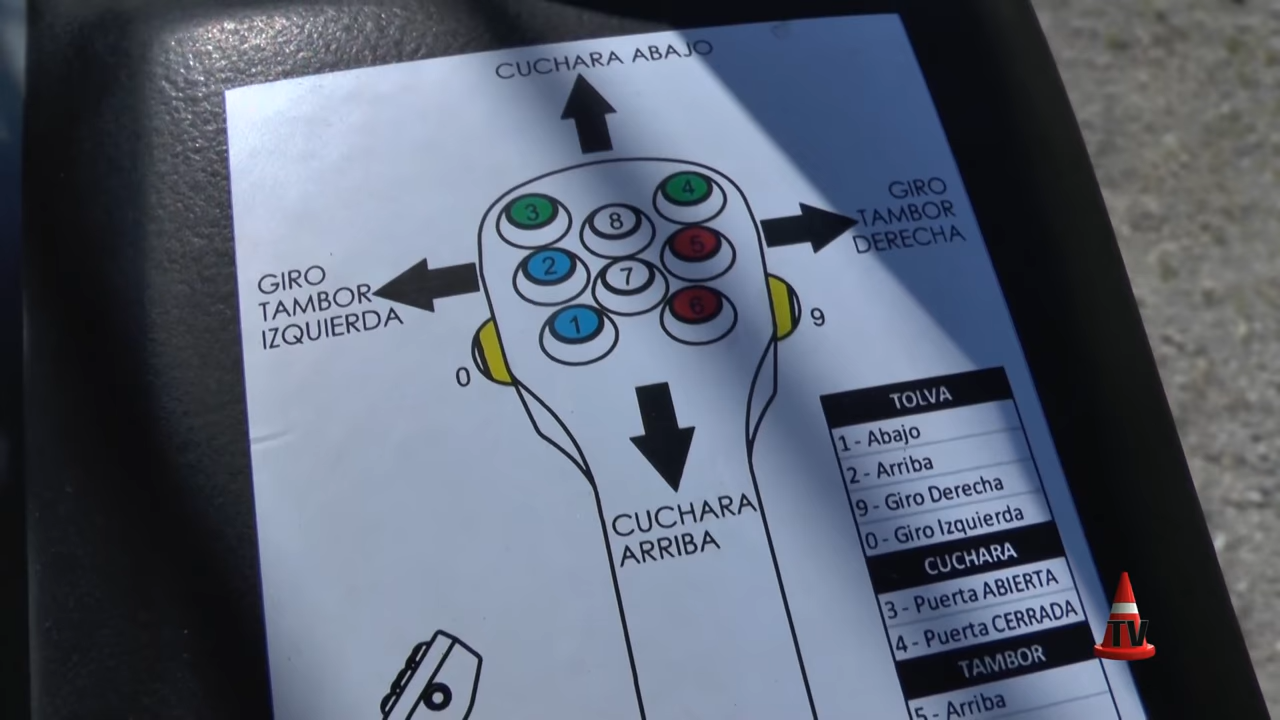 CUCHARA ABAJO
GIRO
TAMBOR
DERECHA
GIRO
TAMBOR
IZQUIERDA
3
8
4
2
7
5
1
6
0
9
CUCHARA
ARRIBA
TOLVA
1 - Abajo
2 - Arriba
9 - Giro Derecha
0 - Giro Izquierda
CUCHARA
3 - Puerta ABIERTA
4 - Puerta CERRADA
TAMBOR
5 - Arriba
TV